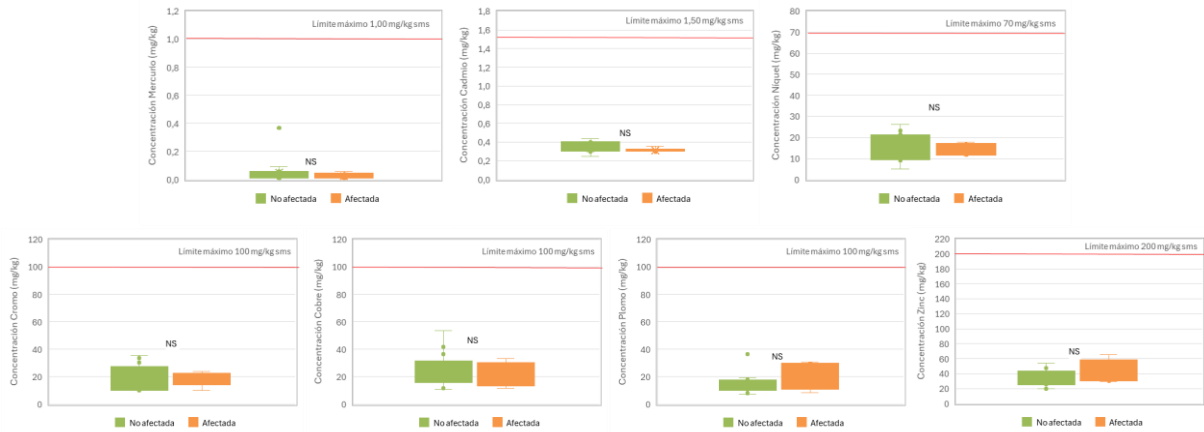 Concentración Mercurio (mg/kg)
Límite máximo 1,00 mg/kg sms
1,2
1,0
0,8
0,6
0,4
0,2
0,0
NS
No afectada Afectada
Concentración Cadmio (mg/kg)
Límite máximo 1,50 mg/kg sms
1,8
1,6
1,4
1,2
1,0
0,8
0,6
0,4
0,2
0,0
NS
No afectada Afectada
Concentración Níquel (mg/kg)
Límite máximo 70 mg/kg sms
80
70
60
50
40
30
20
10
0
NS
No afectada Afectada
Concentración Cromo (mg/kg)
Límite máximo 100 mg/kg sms
120
100
80
60
40
20
0
NS
No afectada Afectada
Concentración Cobre (mg/kg)
Límite máximo 100 mg/kg sms
120
100
80
60
40
20
0
NS
No afectada Afectada
Concentración Plomo (mg/kg)
Límite máximo 100 mg/kg sms
120
100
80
60
40
20
0
NS
No afectada Afectada
Concentración Zinc (mg/kg)
Límite máximo 200 mg/kg sms
220
200
180
160
140
120
100
80
60
40
20
0
NS
No afectada Afectada